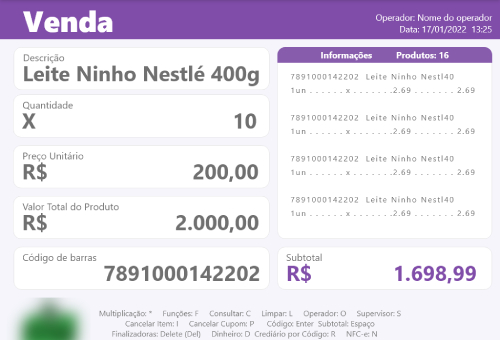 Venda
Operador: Nome do operador
Data: 17/01/2022 13:25
Descrição
Leite Ninho Nestlé 400g
Quantidade
X 10
Preço Unitário
R$ 200,00
Valor Total do Produto
R$ 2.000,00
Código de barras
7891000142202
Informações Produtos: 16
7891000142202 Leite Ninho Nestl40
1un . . . . . . x . . . . . . . 2.69 . . . . . . . 2.69
7891000142202 Leite Ninho Nestl40
1un . . . . . . x . . . . . . . 2.69 . . . . . . . 2.69
7891000142202 Leite Ninho Nestl40
1un . . . . . . x . . . . . . . 2.69 . . . . . . . 2.69
7891000142202 Leite Ninho Nestl40
1un . . . . . . x . . . . . . . 2.69 . . . . . . . 2.69
Subtotal
R$ 1.698,99
Multiplicação: * Funções: F Consultar: C Limpar: L Operador: O Supervisor: S
Cancelar Item: I Cancelar Cupom: P Código: Enter Subtotal: Espaço
Finalizadoras: Delete (Del) Dinheiro: D Crediário por Código: R NFC-e: N